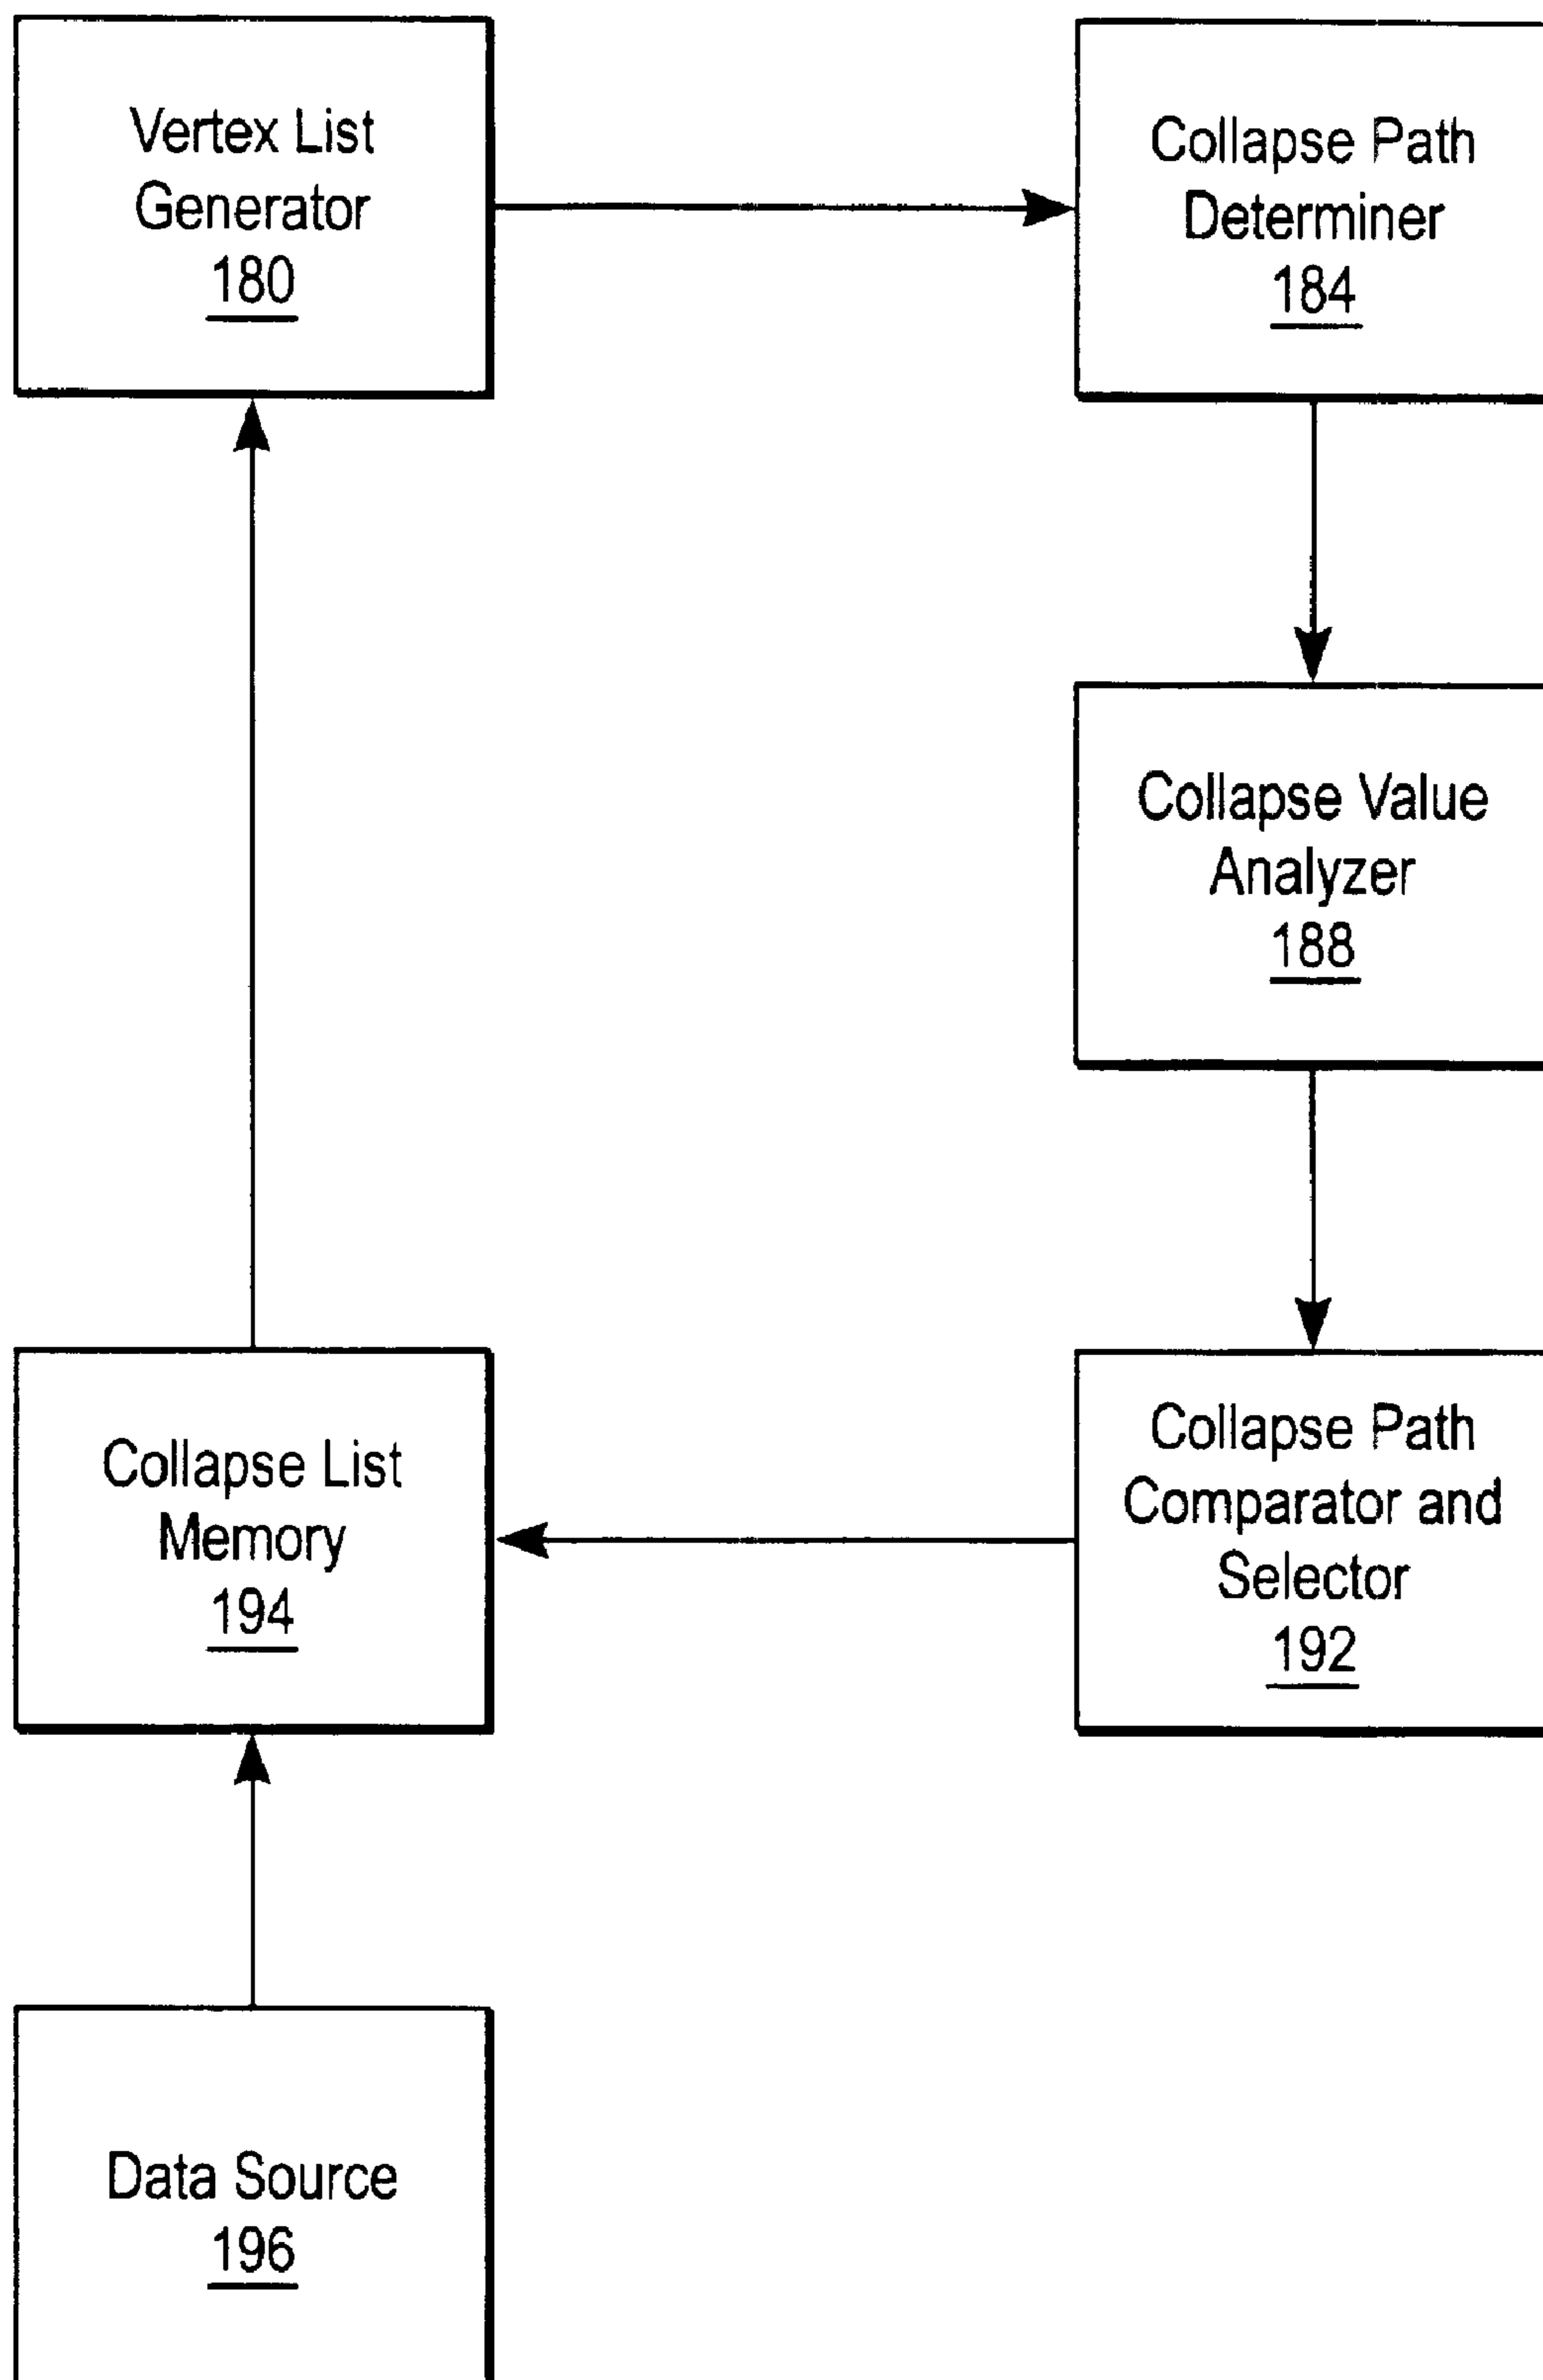 Vertex List
Generator
180
Collapse Path
Determiner
184
Collapse Value
Analyzer
188
Collapse Path
Comparator and
Selector
192
Collapse List
Memory
194
Data Source
196